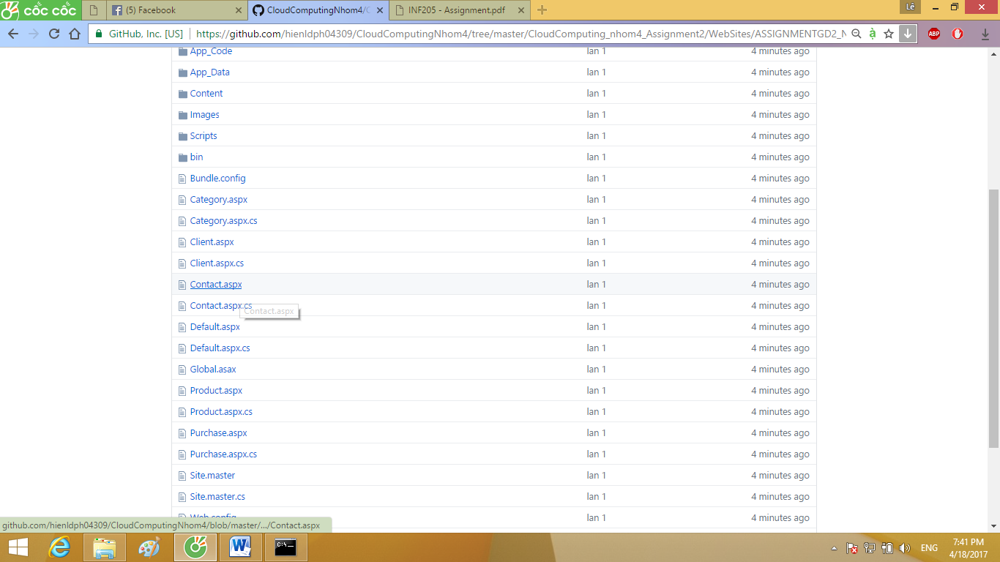 cốc cốc
(5) Facebook
CloudComputingNhom4/C
INF205 - Assignment.pdf
Lê
GitHub, Inc. [US]
https://github.com/hienldph04309/CloudComputingNhom4/tree/master/CloudComputing_nhom4_Assignment2/WebSites/ASSIGNMENTGD2_N
à
ABP
App_Code lan 1 4 minutes ago
App_Data lan 1 4 minutes ago
Content lan 1 4 minutes ago
Images lan 1 4 minutes ago
Scripts lan 1 4 minutes ago
bin lan 1 4 minutes ago
Bundle.config lan 1 4 minutes ago
Category.aspx lan 1 4 minutes ago
Category.aspx.cs lan 1 4 minutes ago
Client.aspx lan 1 4 minutes ago
Client.aspx.cs lan 1 4 minutes ago
Contact.aspx lan 1 4 minutes ago
Contact.aspx.cs lan 1 4 minutes ago
Contact.aspx
Default.aspx lan 1 4 minutes ago
Default.aspx.cs lan 1 4 minutes ago
Global.asax lan 1 4 minutes ago
Product.aspx lan 1 4 minutes ago
Product.aspx.cs lan 1 4 minutes ago
Purchase.aspx lan 1 4 minutes ago
Purchase.aspx.cs lan 1 4 minutes ago
Site.master lan 1 4 minutes ago
Site.master.cs lan 1 4 minutes ago
Web.config lan 1 4 minutes ago
github.com/hienldph04309/CloudComputingNhom4/blob/master/.../Contact.aspx
ENG
7:41 PM
4/18/2017